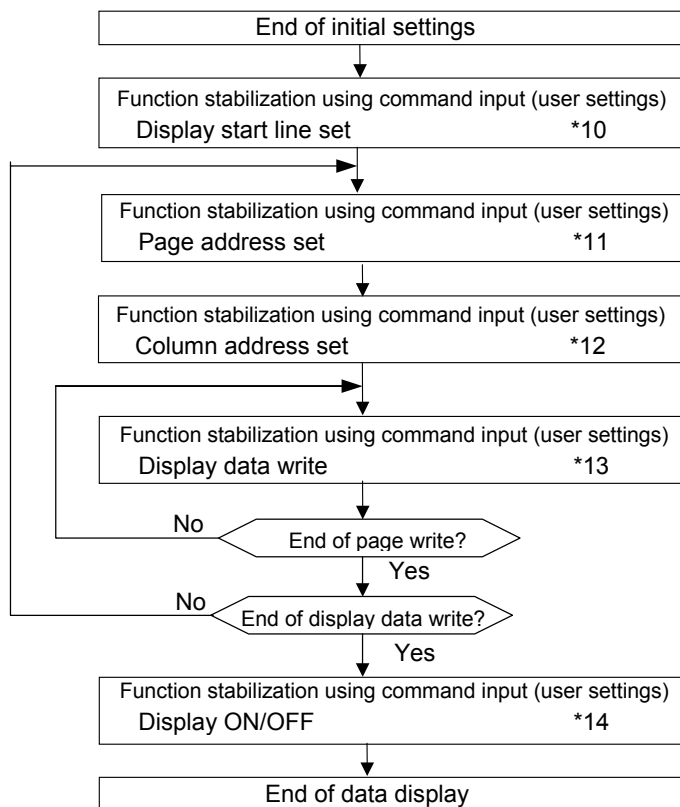 End of initial settings
Function stabilization using command input (user settings)
Display start line set *10
Function stabilization using command input (user settings)
Page address set *11
Function stabilization using command input (user settings)
Column address set *12
Function stabilization using command input (user settings)
Display data write *13
No
End of page write?
Yes
No
End of display data write?
Yes
Function stabilization using command input (user settings)
Display ON/OFF *14
End of data display